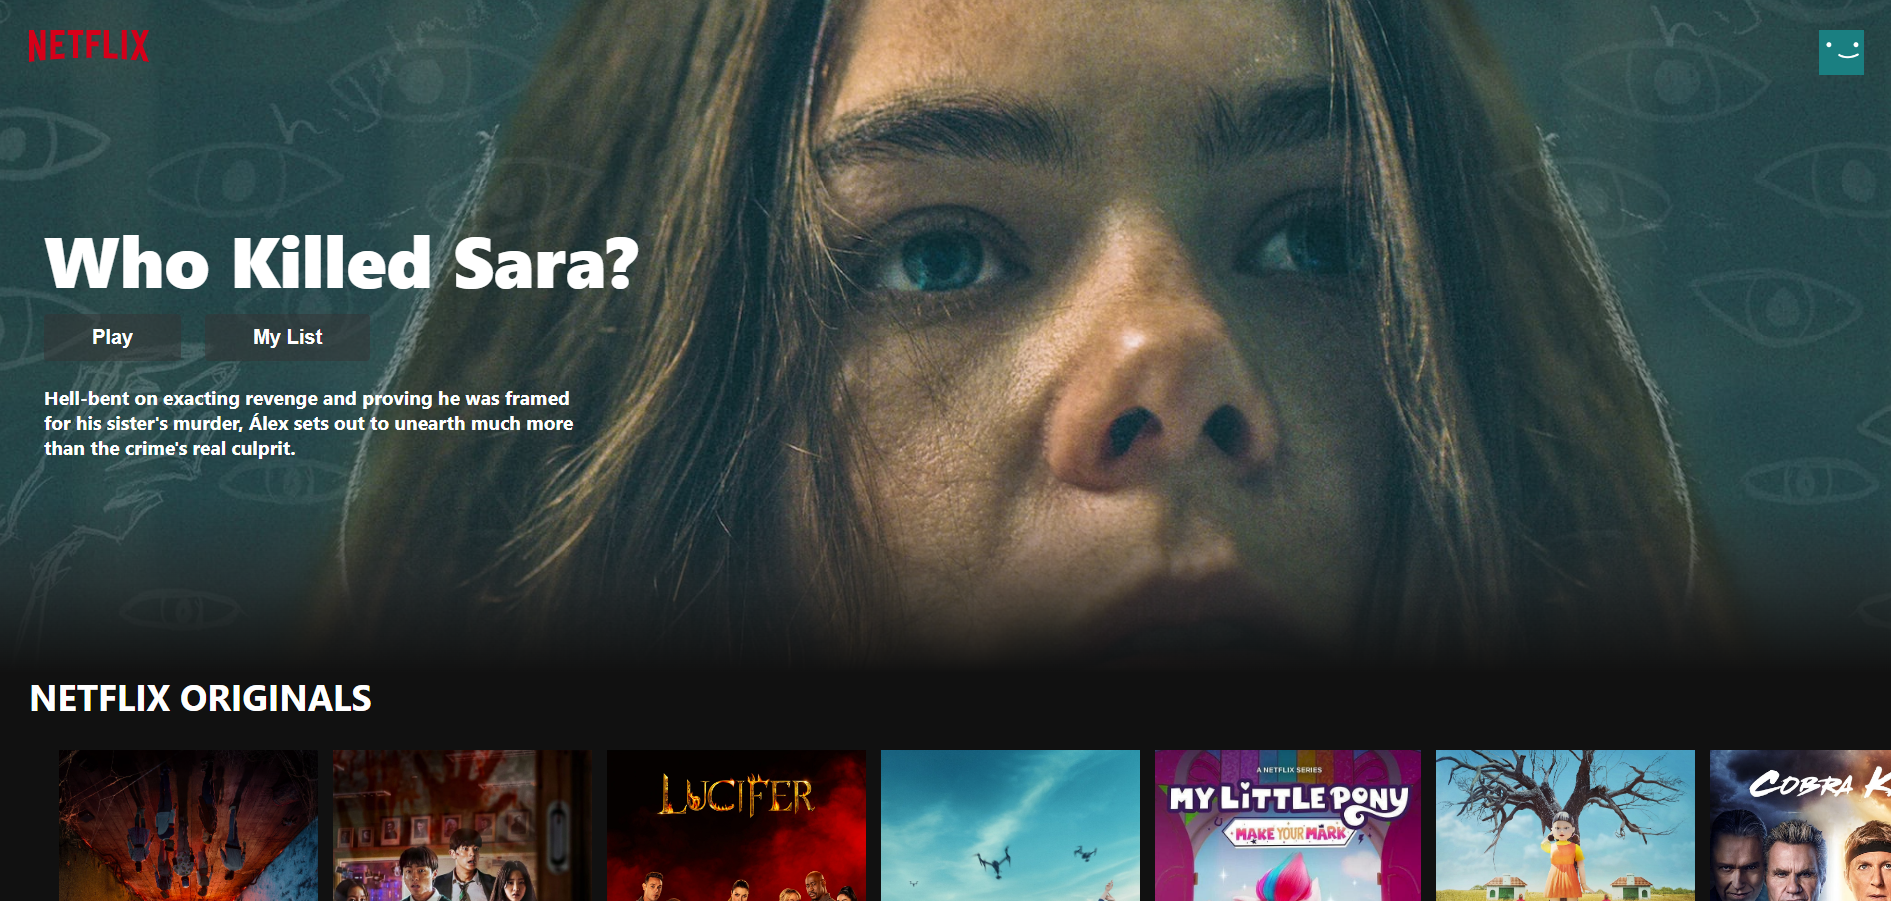 NETFLIX
Who Killed Sara?
Play
My List
Hell-bent on exacting revenge and proving he was framed
for his sister's murder, Álex sets out to unearth much more
than the crime's real culprit.
NETFLIX ORIGINALS
LUCIFER
A NETFLIX SERIES
MY LITTLE PONY
MAKE YOUR MARK
COBRA K